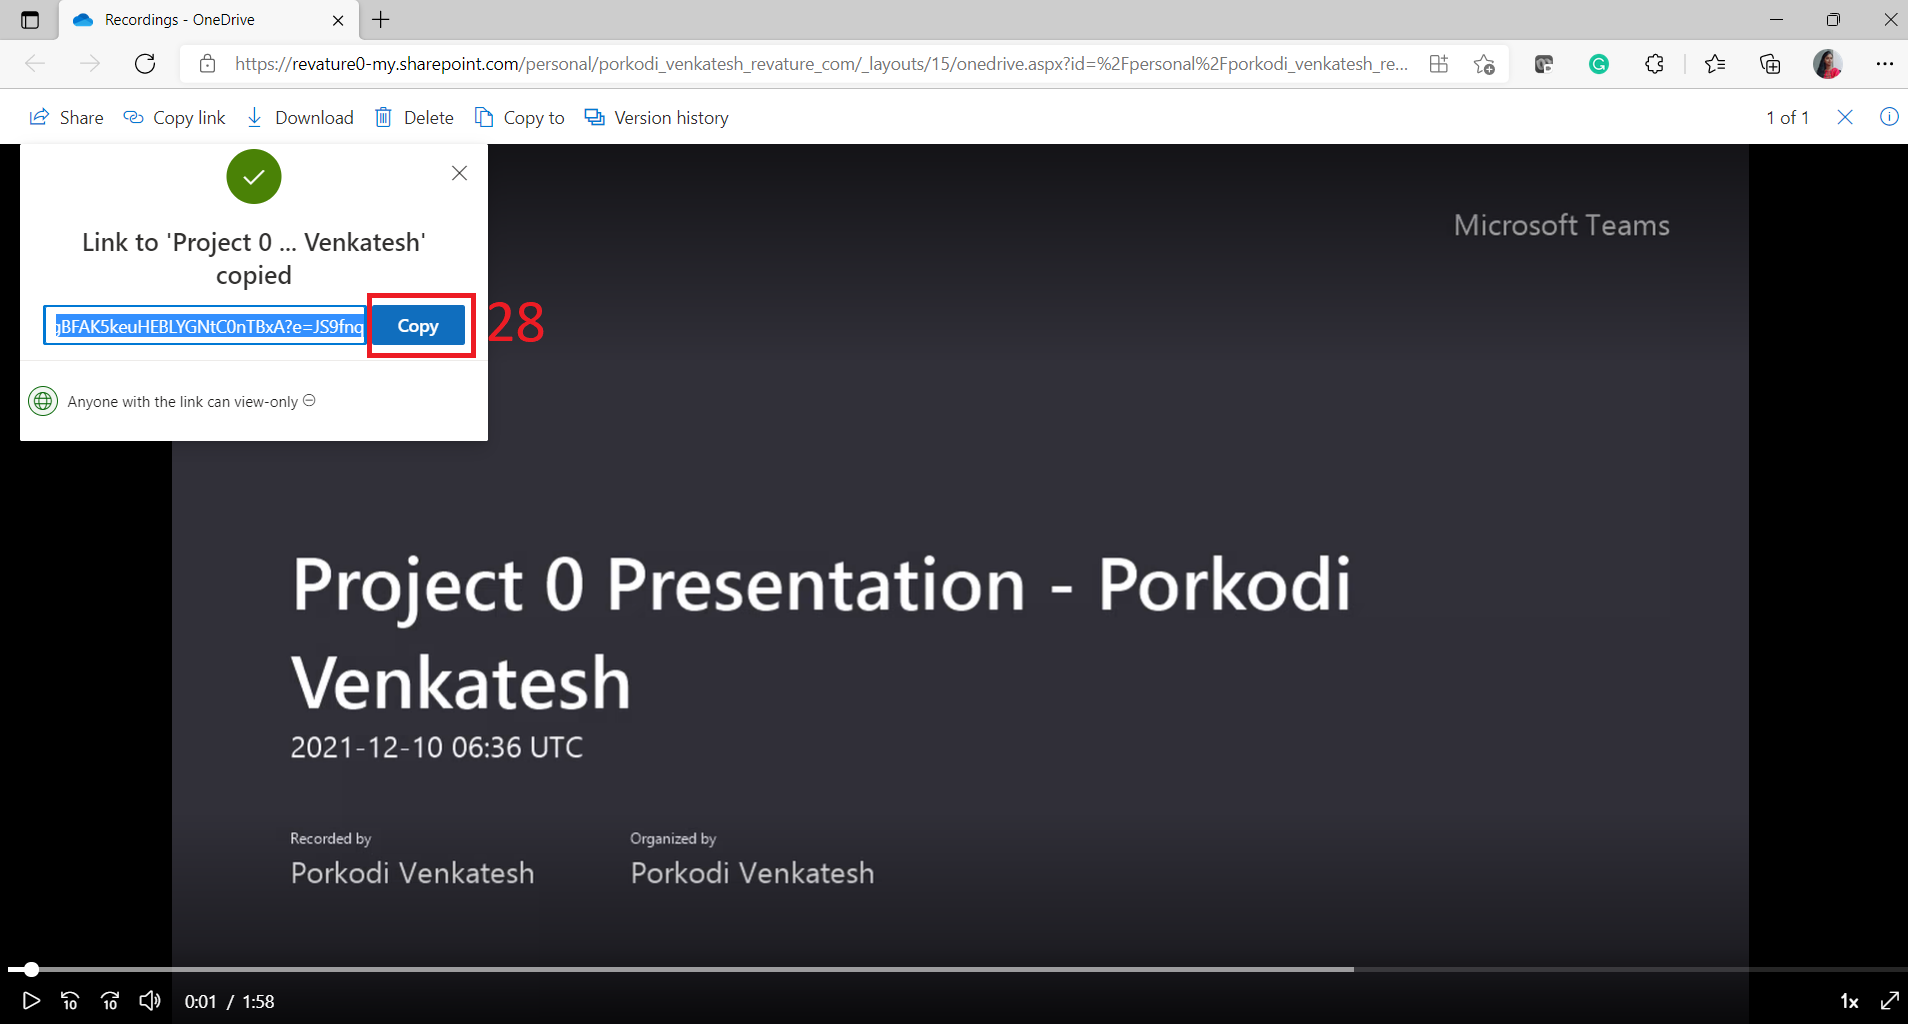 Recordings - OneDrive
https://revature0-my.sharepoint.com/personal/porkodi_venkatesh_revature_com/_layouts/15/onedrive.aspx?id=%2Fpersonal%2Fporkodi_venkatesh_re...
Share Copy link Download Delete Copy to Version history 1 of 1
Microsoft Teams
Link to 'Project 0 ... Venkatesh'
copied
gBFAK5keuHEBLYGNtC0nTBxA?e=JS9fnq Copy 28
Anyone with the link can view-only
Project 0 Presentation - Porkodi
Venkatesh
2021-12-10 06:36 UTC
Recorded by Organized by
Porkodi Venkatesh Porkodi Venkatesh
10 10 0:01 / 1:58 1x